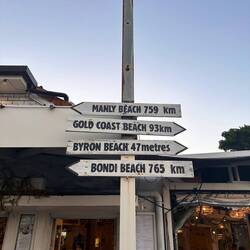 MANLY BEACH 759 km
GOLD COAST BEACH 93km
BYRON BEACH 47metres
BONDI BEACH 765 km